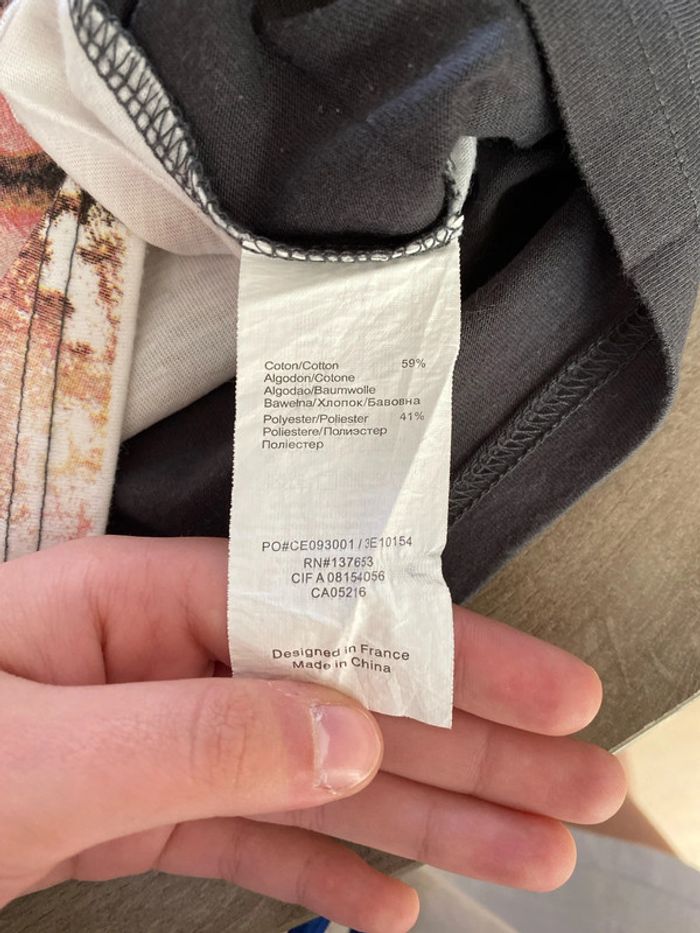 Coton/Cotton 59%
Algodon/Cotone
Algodao/Baumwolle
Bawełna/Хлопок/Бавовна
Polyester/Poliester 41%
Poliestere/Полиэстер
Поліестер
PO#CE093001 / 3E10154
RN#137653
CIF A 08154056
CA05216
Designed in France
Made in China